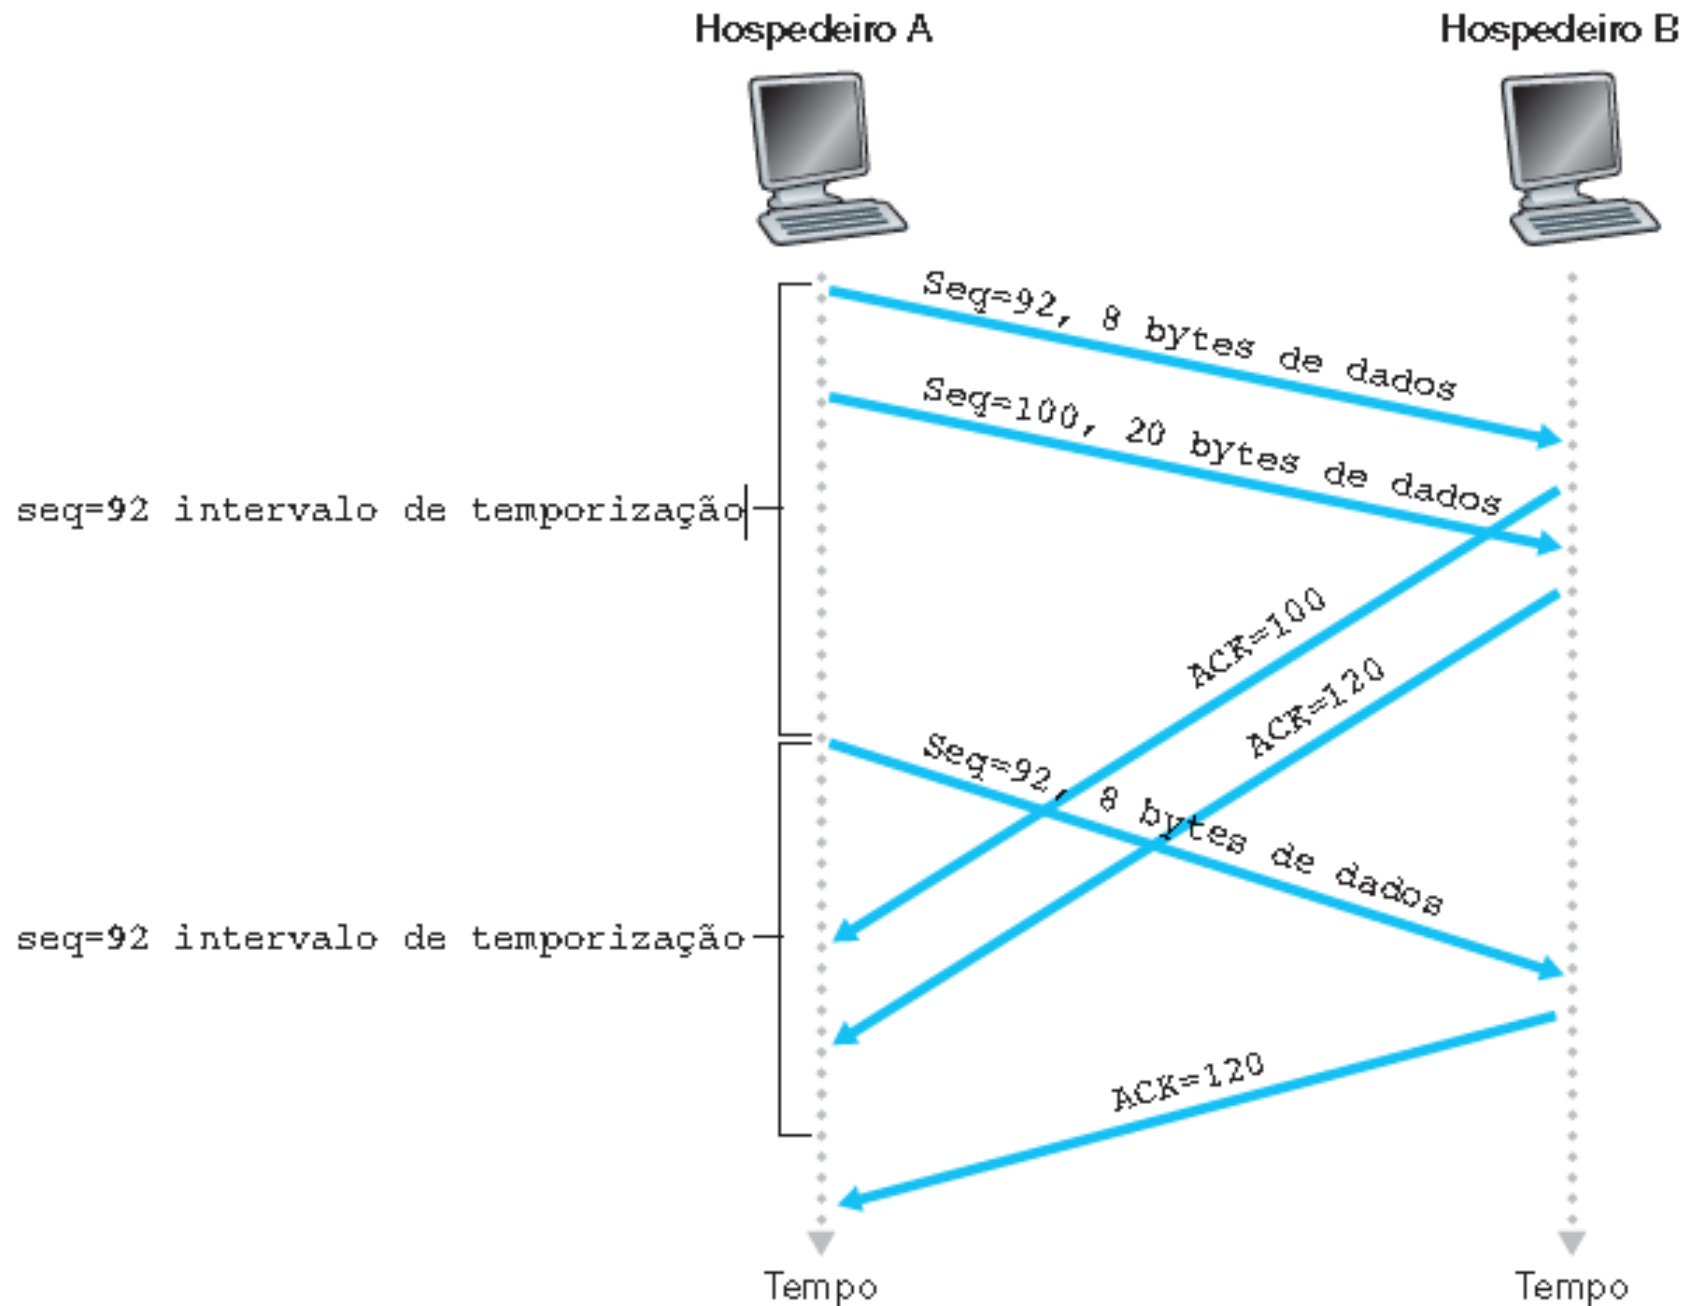 Hospedeiro A
Hospedeiro B
Seq=92, 8 bytes de dados
Seq=100, 20 bytes de dados
seq=92 intervalo de temporização
ACK=100
ACK=120
Seq=92, 8 bytes de dados
seq=92 intervalo de temporização
ACK=120
Tempo
Tempo